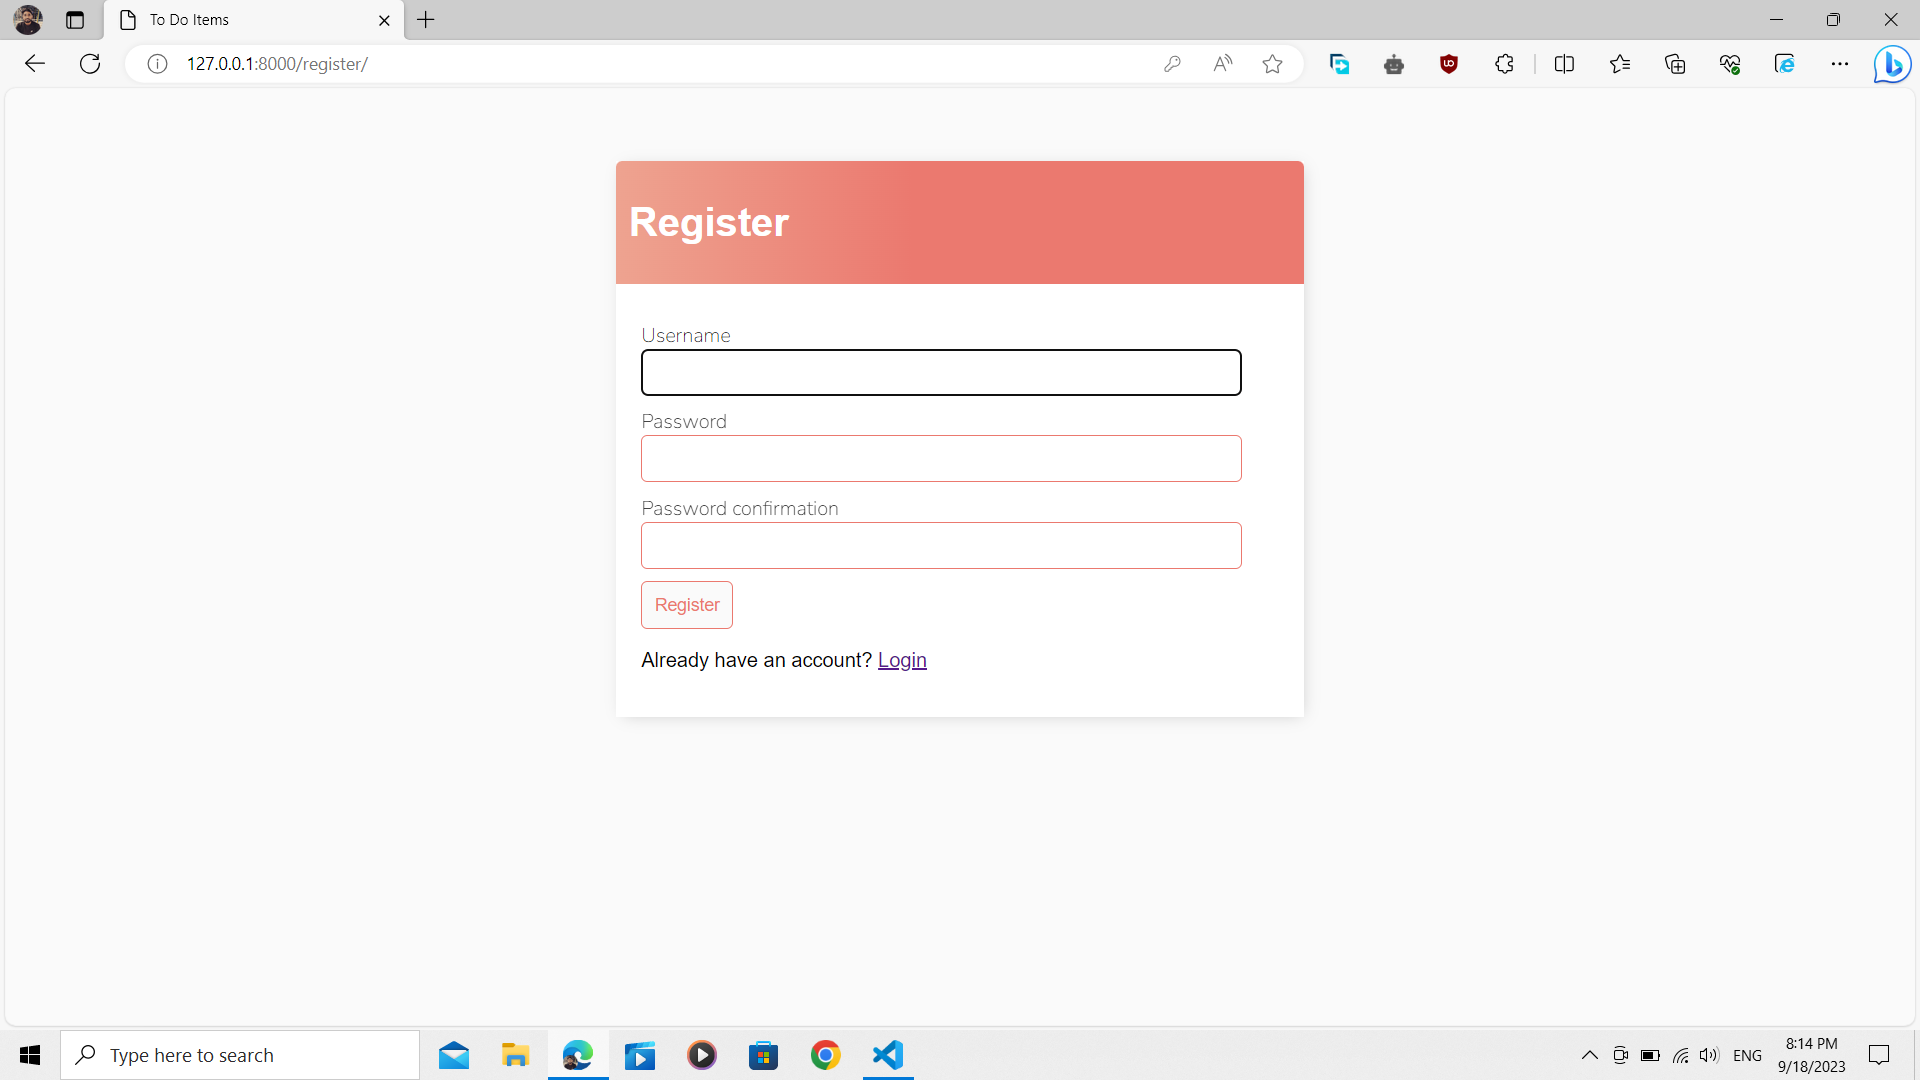 To Do Items
127.0.0.1:8000/register/
Register
Username
Password
Password confirmation
Register
Already have an account? Login
Type here to search
ENG
8:14 PM
9/18/2023